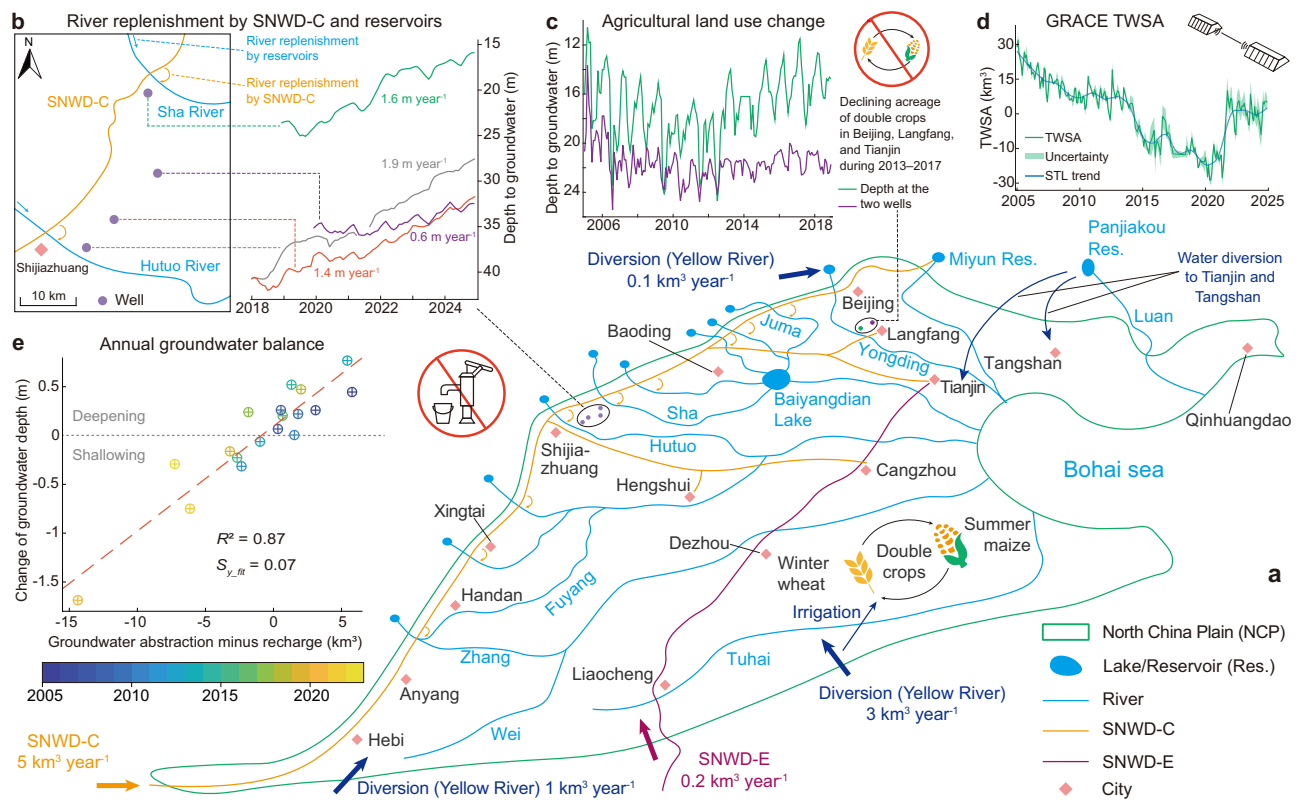 b River replenishment by SNWD-C and reservoirs
N
River replenishment
by reservoirs
River replenishment
by SNWD-C
SNWD-C
Sha River
Shijiazhuang
Hutuo River
10 km
Well
1.6 m year⁻¹
1.9 m year⁻¹
0.6 m year⁻¹
1.4 m year⁻¹
15
20
25
30
35
40
Depth to groundwater (m)
2018 2020 2022 2024
c Agricultural land use change
Depth to groundwater (m)
12
16
20
24
2006 2008 2010 2012 2014 2016 2018
Declining acreage
of double crops
in Beijing, Langfang,
and Tianjin
during 2013–2017
Depth at the
two wells
d GRACE TWSA
TWSA (km³)
30
10
0
-10
-30
TWSA
Uncertainty
STL trend
2005 2010 2015 2020 2025
e Annual groundwater balance
Change of groundwater depth (m)
0.5
0
-0.5
-1
-1.5
Deepening
Shallowing
R² = 0.87
S_y_fit = 0.07
-15 -10 -5 0 5
Groundwater abstraction minus recharge (km³)
2005 2010 2015 2020
Diversion (Yellow River)
0.1 km³ year⁻¹
Miyun Res.
Panjiakou
Res.
Water diversion
to Tianjin and
Tangshan
Beijing
Langfang
Baoding
Juma
Yongding
Luan
Tangshan
Tianjin
Qinhuangdao
Sha
Baiyangdian
Lake
Hutuo
Shijia-
zhuang
Hengshui
Cangzhou
Bohai sea
Xingtai
Dezhou
Winter
wheat
Double
crops
Summer
maize
Irrigation
Handan
Fuyang
Zhang
Anyang
Liaocheng
Tuhai
Diversion (Yellow River)
3 km³ year⁻¹
Wei
Hebi
SNWD-C
5 km³ year⁻¹
Diversion (Yellow River) 1 km³ year⁻¹
SNWD-E
0.2 km³ year⁻¹
a
North China Plain (NCP)
Lake/Reservoir (Res.)
River
SNWD-C
SNWD-E
City